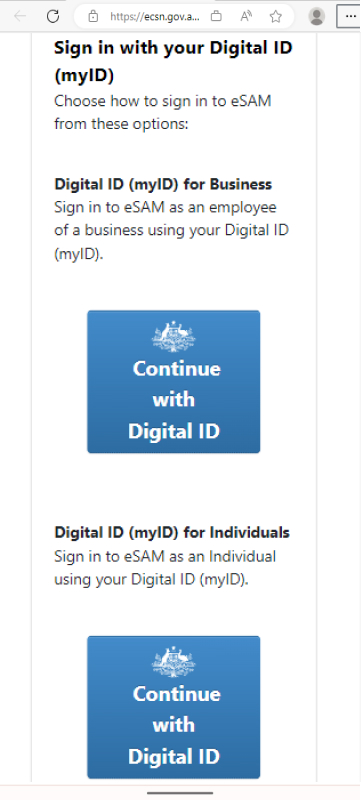 https://ecsn.gov.a...
Sign in with your Digital ID
(myID)
Choose how to sign in to eSAM
from these options:
Digital ID (myID) for Business
Sign in to eSAM as an employee
of a business using your Digital ID
(myID).
Continue
with
Digital ID
Digital ID (myID) for Individuals
Sign in to eSAM as an Individual
using your Digital ID (myID).
Continue
with
Digital ID